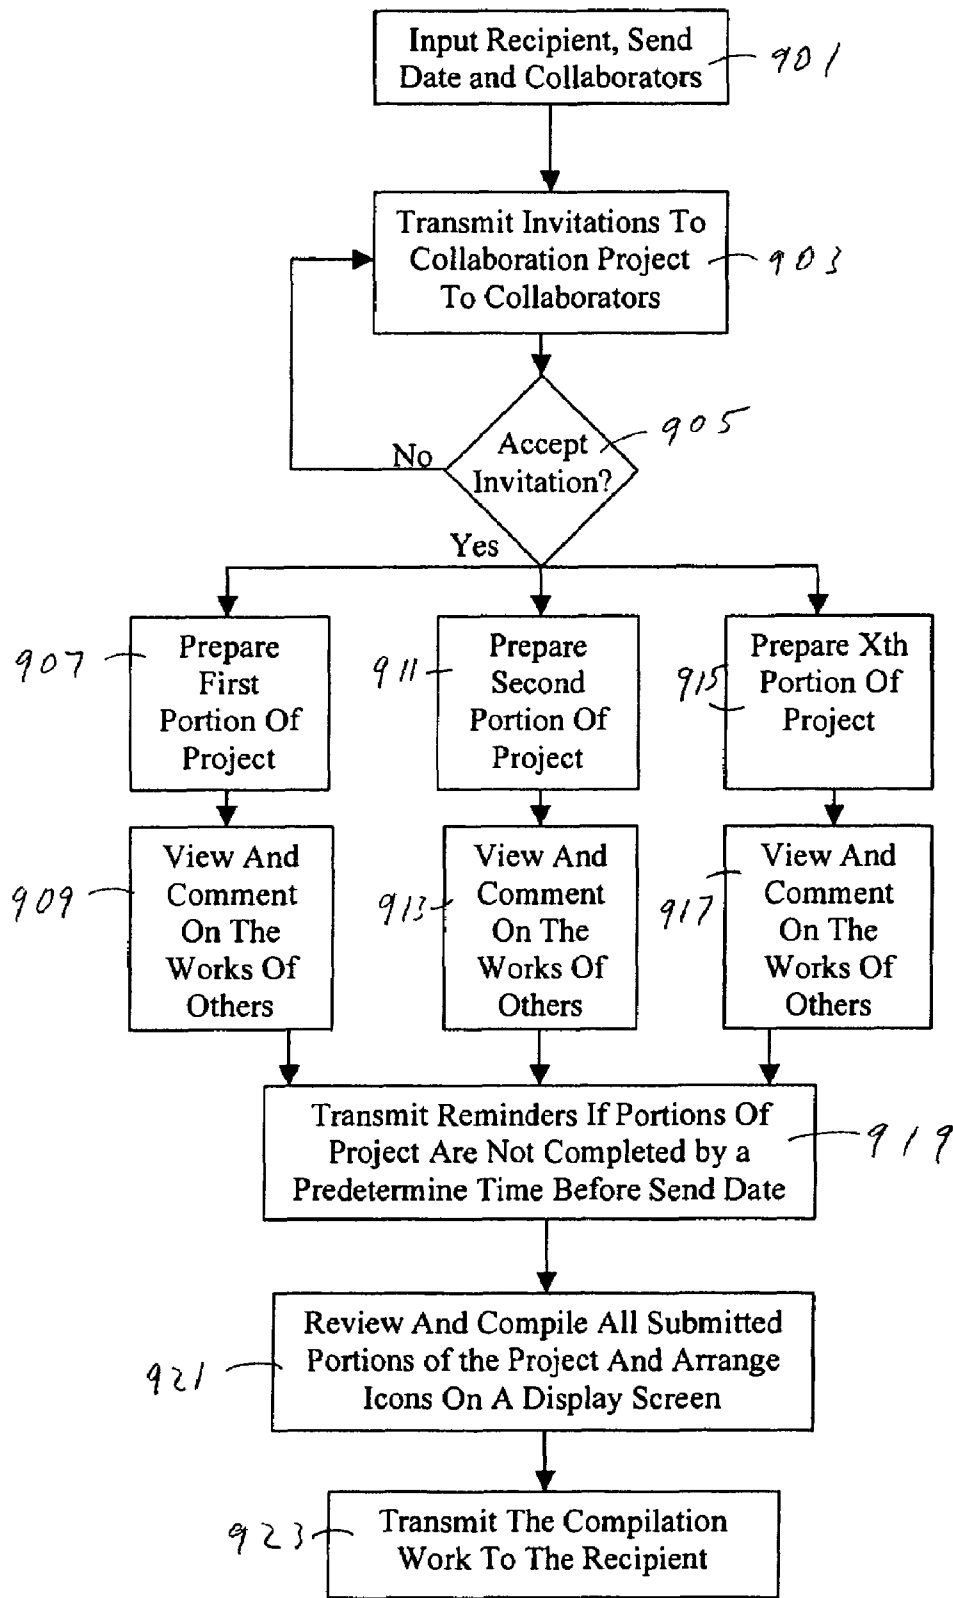 Input Recipient, Send
Date and Collaborators
901
Transmit Invitations To
Collaboration Project
To Collaborators
903
Accept
Invitation?
905
No
Yes
907
Prepare
First
Portion Of
Project
911
Prepare
Second
Portion Of
Project
915
Prepare Xth
Portion Of
Project
909
View And
Comment
On The
Works Of
Others
913
View And
Comment
On The
Works Of
Others
917
View And
Comment
On The
Works Of
Others
Transmit Reminders If Portions Of
Project Are Not Completed by a
Predetermine Time Before Send Date
919
921
Review And Compile All Submitted
Portions of the Project And Arrange
Icons On A Display Screen
923
Transmit The Compilation
Work To The Recipient